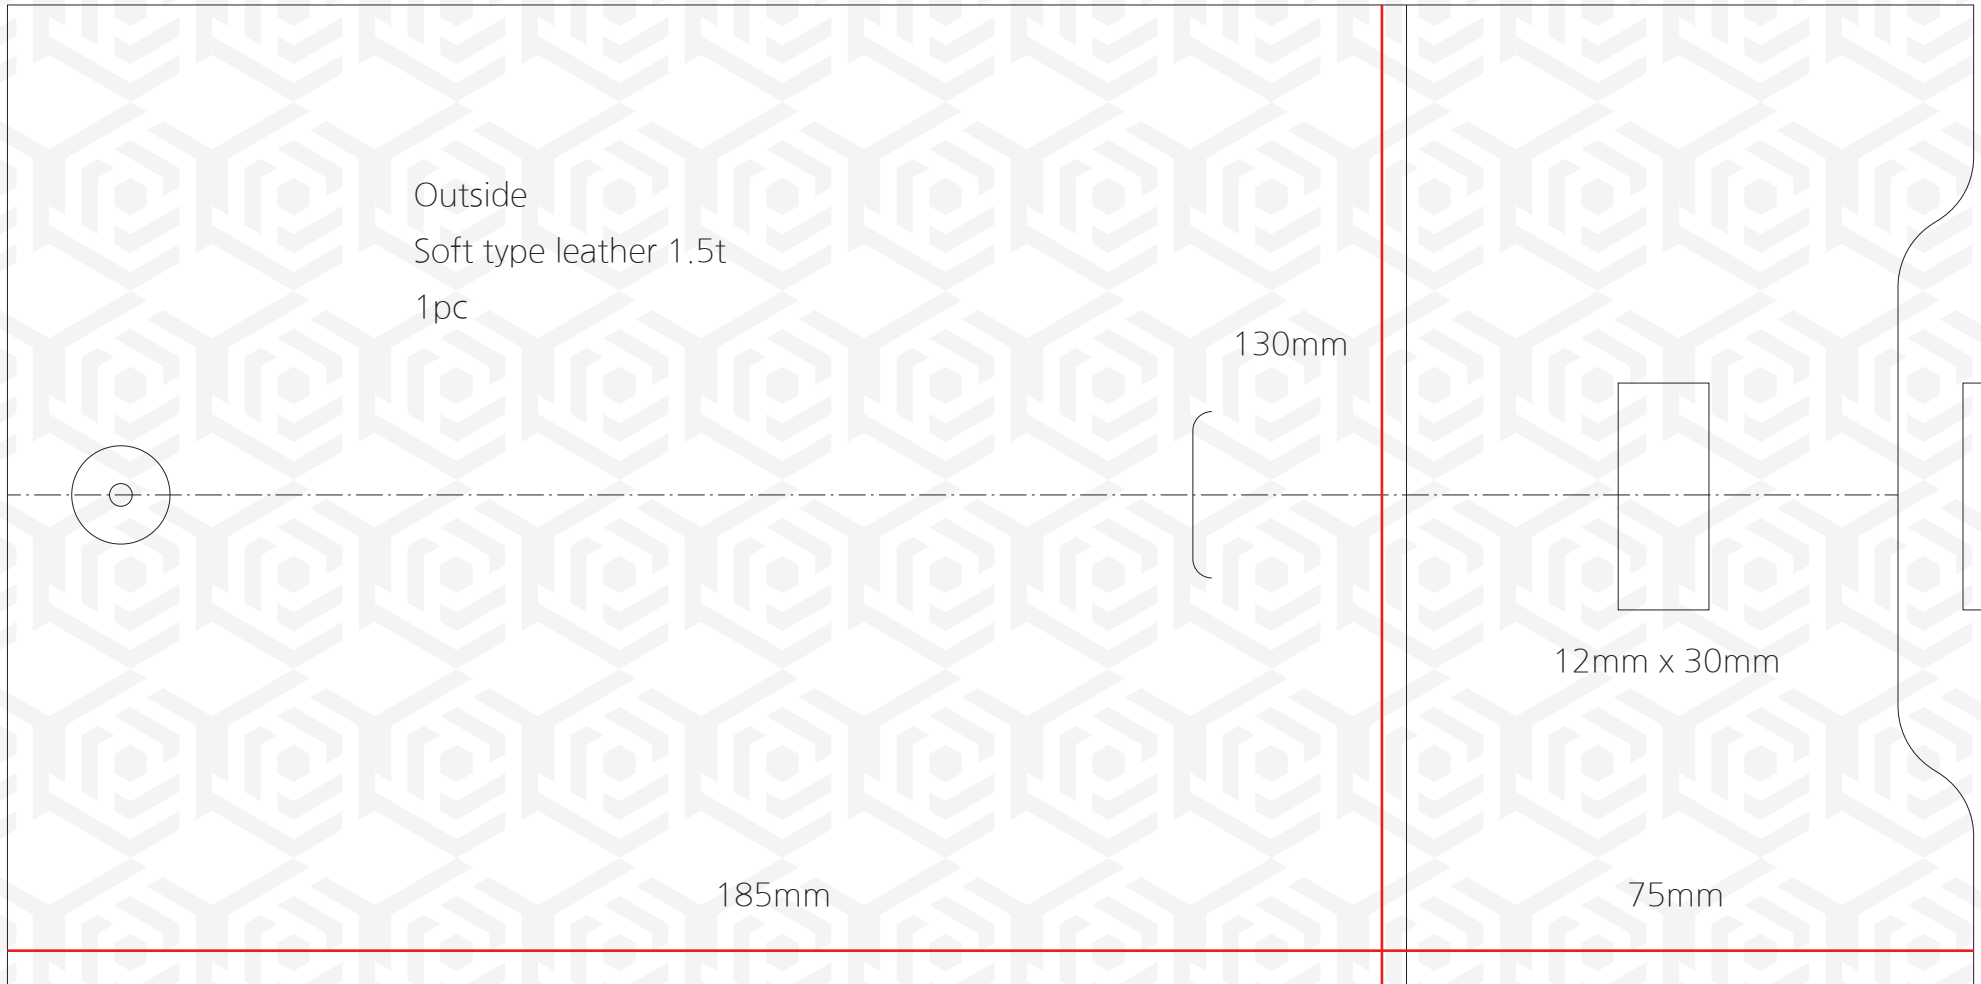 Outside
Soft type leather 1.5t
1pc
130mm
12mm x 30mm
185mm
75mm